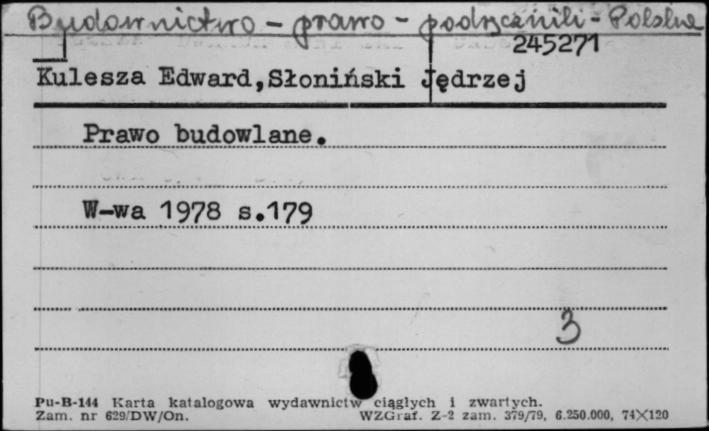 Budownictwo - prawo - podręczniki - Polska
245271
Kulesza Edward,Słoniński Jędrzej
Prawo budowlane.
W-wa 1978 s.179
3
Pu-B-144 Karta katalogowa wydawnictw ciągłych i zwartych.
Zam. nr 629/DW/On. WZGraf. Z-2 zam. 379/79, 6.250.000, 74×120